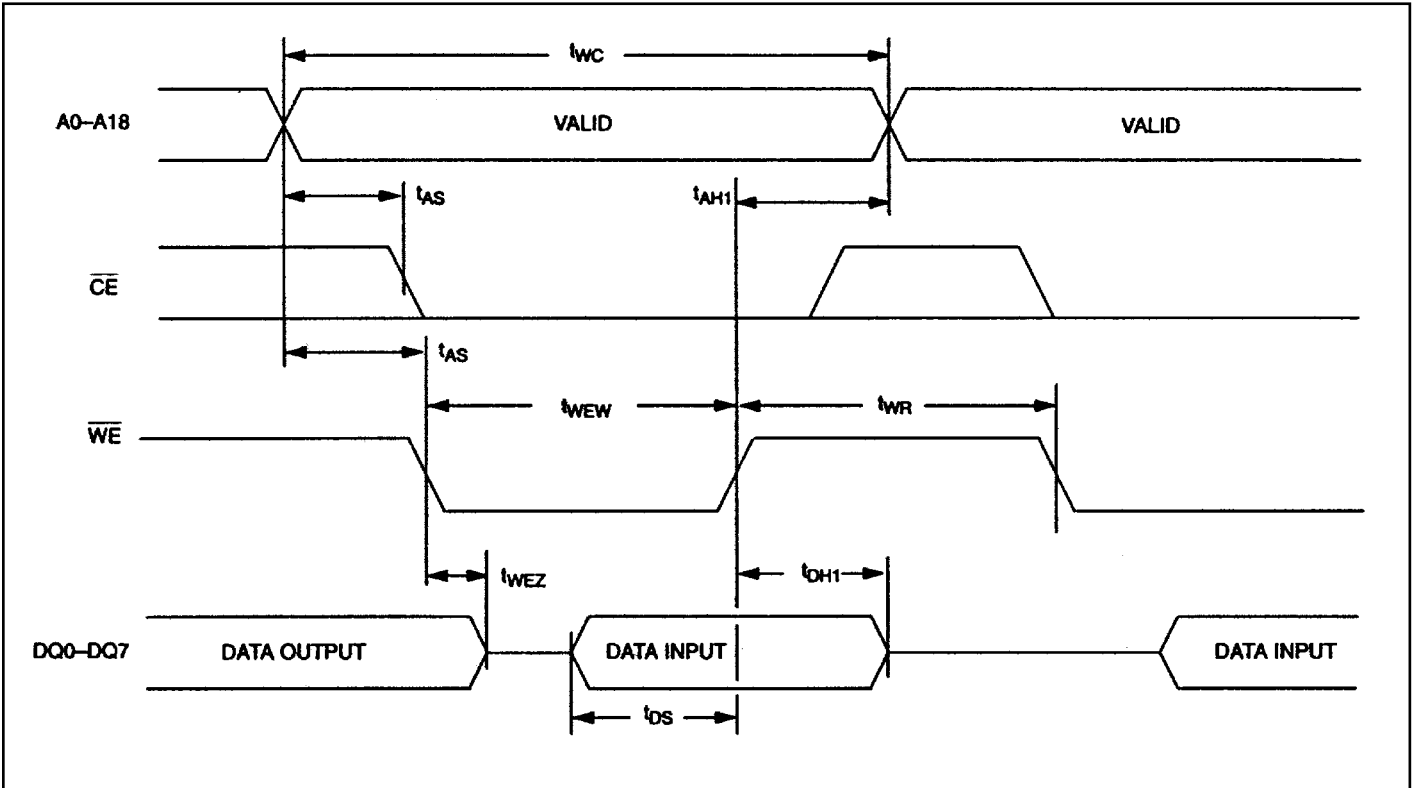 tWC
A0–A18 VALID VALID
tAS tAH1
CE
tAS
tWEW tWR
WE
tWEZ tDH1
DQ0–DQ7 DATA OUTPUT DATA INPUT DATA INPUT
tDS